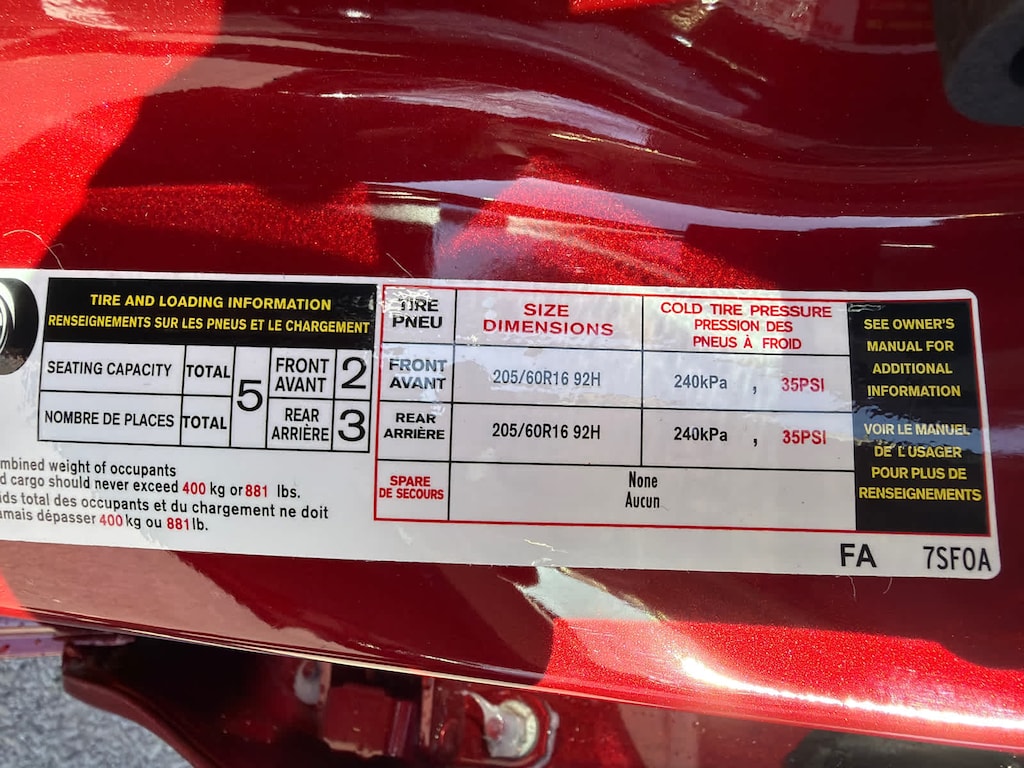 TIRE AND LOADING INFORMATION
RENSEIGNEMENTS SUR LES PNEUS ET LE CHARGEMENT
SEATING CAPACITY TOTAL 5 FRONT AVANT 2
NOMBRE DE PLACES TOTAL REAR ARRIÈRE 3
occupants
cargo should never exceed 400 kg or 881 lbs.
total des occupants et du chargement ne doit
dépasser 400 kg ou 881 lb.
TIRE PNEU
SIZE
DIMENSIONS
COLD TIRE PRESSURE
PRESSION DES
PNEUS À FROID
FRONT AVANT 205/60R16 92H 240kPa , 35PSI
REAR ARRIÈRE 205/60R16 92H 240kPa , 35PSI
SPARE
DE SECOURS
None
Aucun
SEE OWNER'S
MANUAL FOR
ADDITIONAL
INFORMATION
VOIR LE MANUEL
DE L'USAGER
POUR PLUS DE
RENSEIGNEMENTS
FA 7SF0A